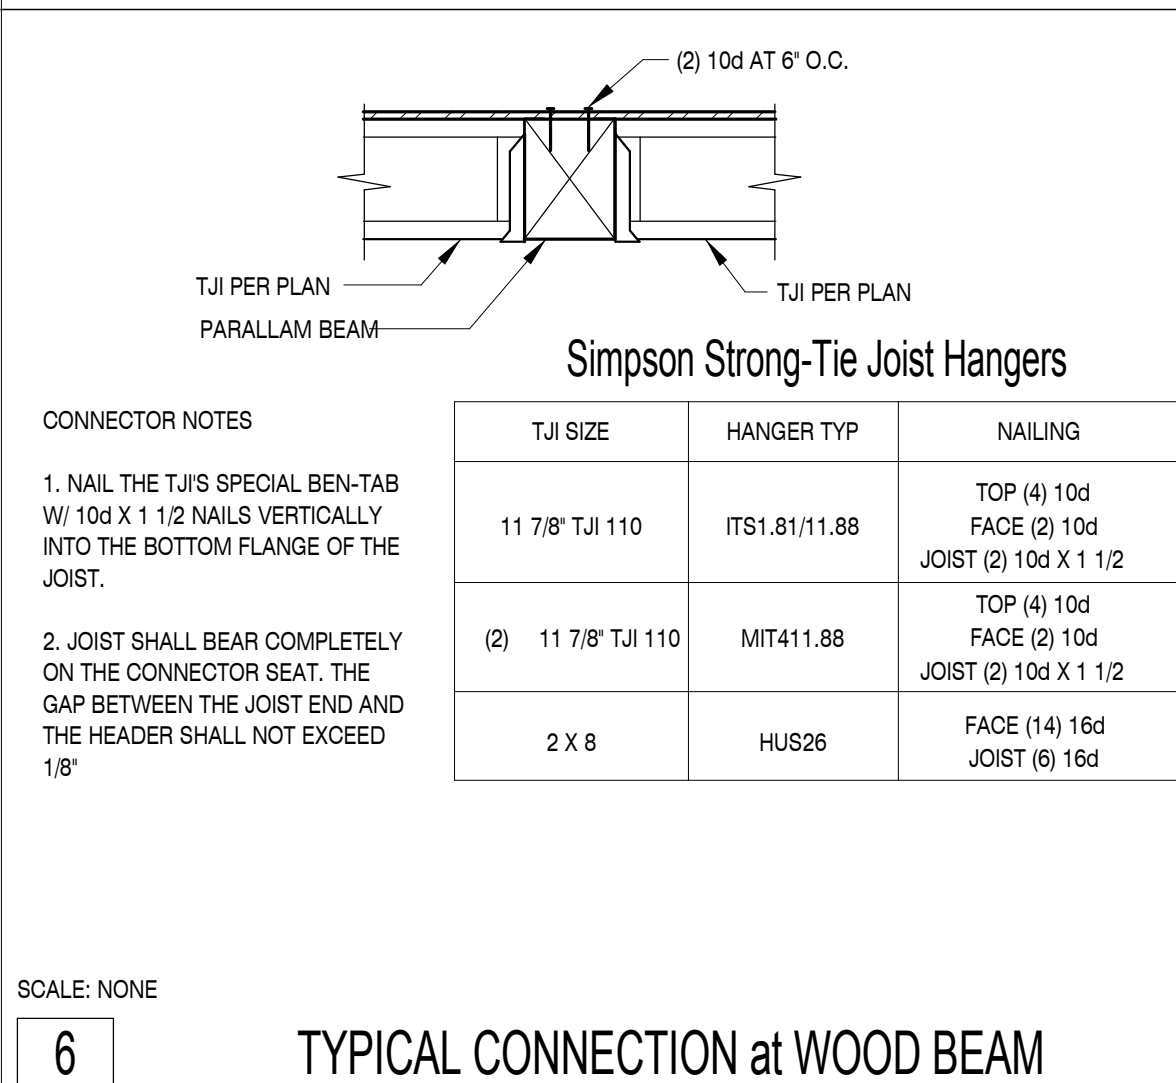 (2) 10d AT 6" O.C.
TJI PER PLAN
TJI PER PLAN
PARALLAM BEAM
Simpson Strong-Tie Joist Hangers
CONNECTOR NOTES
1. NAIL THE TJI'S SPECIAL BEN-TAB
W/ 10d X 1 1/2 NAILS VERTICALLY
INTO THE BOTTOM FLANGE OF THE
JOIST.
2. JOIST SHALL BEAR COMPLETELY
ON THE CONNECTOR SEAT. THE
GAP BETWEEN THE JOIST END AND
THE HEADER SHALL NOT EXCEED
1/8"
TJI SIZE HANGER TYP NAILING
11 7/8" TJI 110 ITS1.81/11.88
TOP (4) 10d
FACE (2) 10d
JOIST (2) 10d X 1 1/2
(2) 11 7/8" TJI 110 MIT411.88
TOP (4) 10d
FACE (2) 10d
JOIST (2) 10d X 1 1/2
2 X 8 HUS26
FACE (14) 16d
JOIST (6) 16d
SCALE: NONE
6 TYPICAL CONNECTION at WOOD BEAM